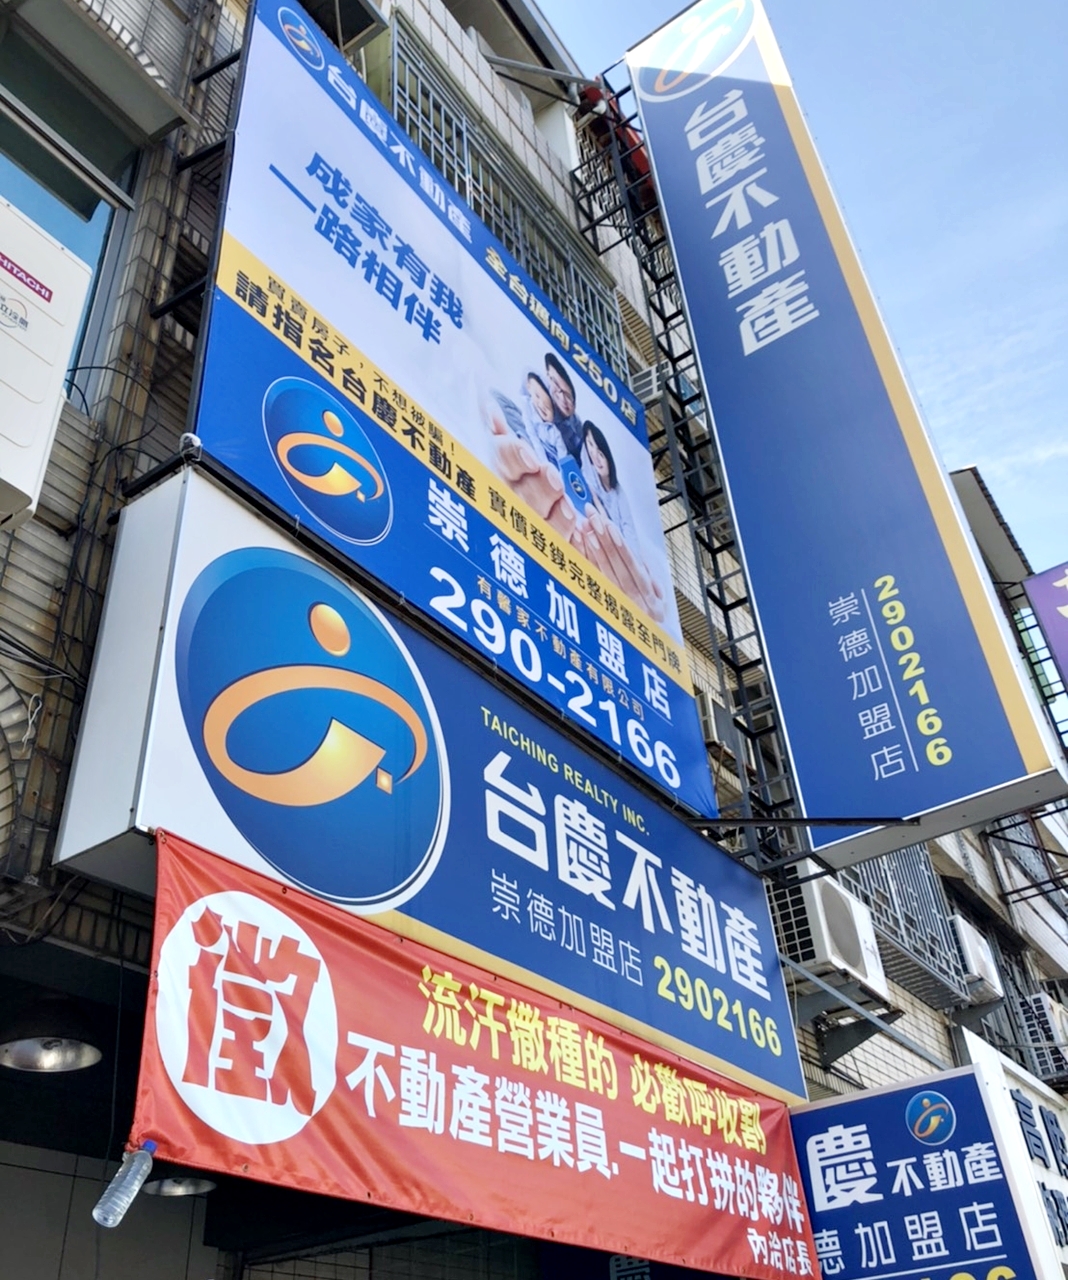 台慶不動產 全台邁向250店
成家有我
一路相伴
買賣房子，不想被騙！
請指名台慶不動產 實價登錄完整揭露至門牌
崇德加盟店
有馨家不動產有限公司
290-2166
台慶不動產
崇德加盟店
2902166
HITACHI
TAICHING REALTY INC.
台慶不動產
崇德加盟店 2902166
徵
流汗撒種的 必歡呼收割
不動產營業員.一起打拼的夥伴
內洽店長
慶不動產
德加盟店